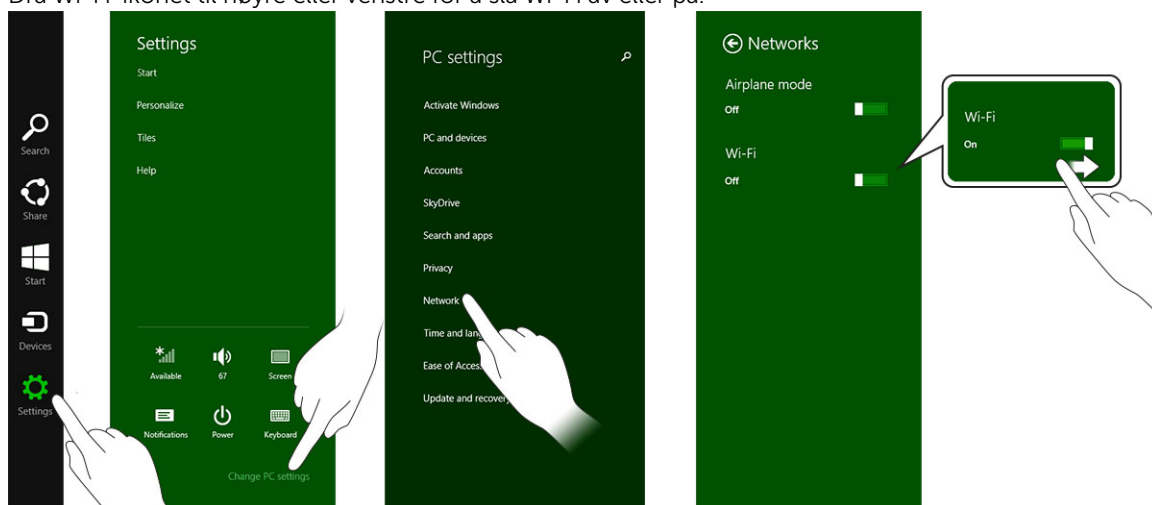 Settings
Start
Personalize
Tiles
Help
Search
Share
Start
Devices
Settings
Available
67
Screen
Notifications
Power
Keyboard
Change PC settings
PC settings
Activate Windows
PC and devices
Accounts
SkyDrive
Search and apps
Privacy
Network
Time and
Ease of
Update and
Networks
Airplane mode
Off
Wi-Fi
Off
Wi-Fi
On